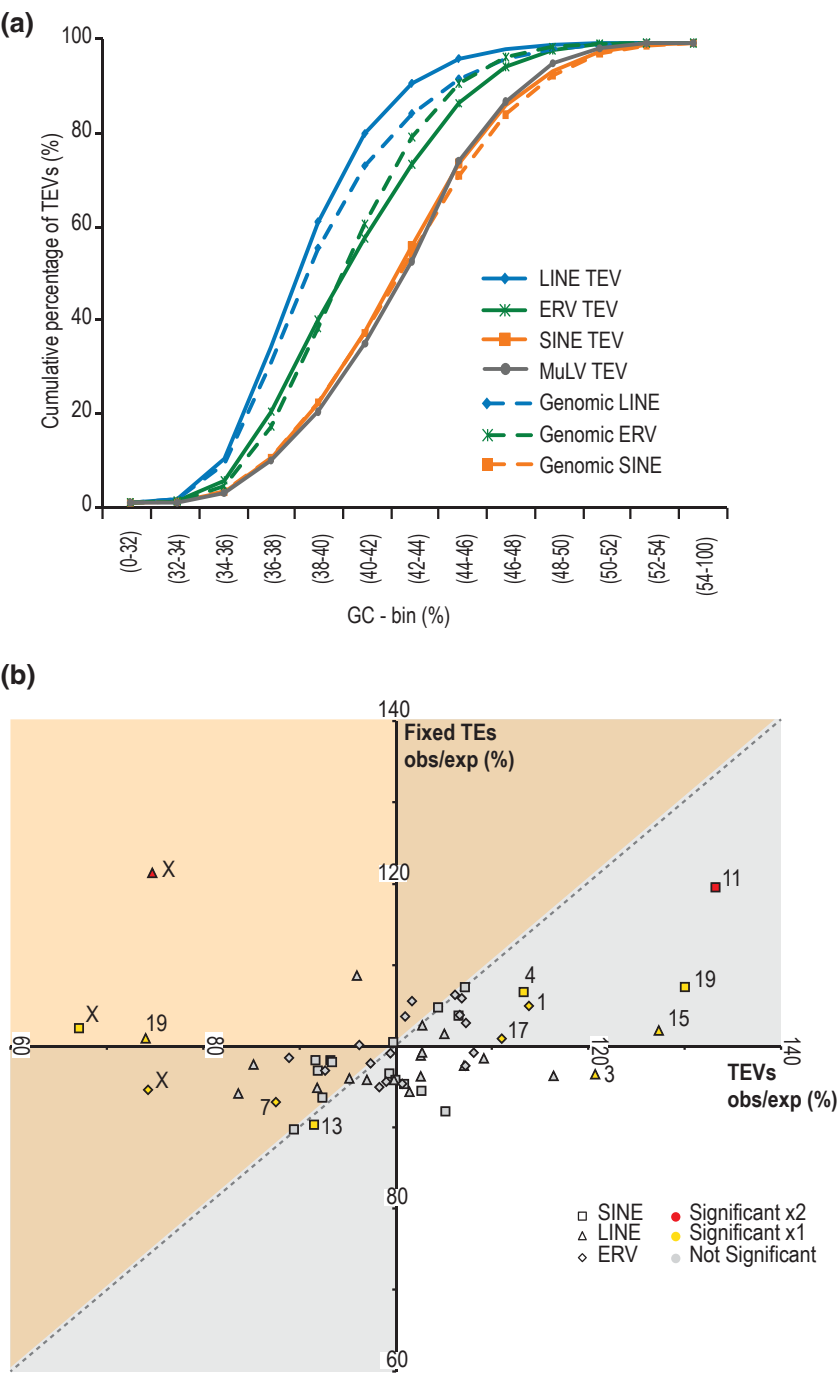 (a)
100
80
60
40
20
0
Cumulative percentage of TEVs (%)
LINE TEV
ERV TEV
SINE TEV
MuLV TEV
Genomic LINE
Genomic ERV
Genomic SINE
(0-32)
(32-34)
(34-36)
(36-38)
(38-40)
(40-42)
(42-44)
(44-46)
(46-48)
(48-50)
(50-52)
(52-54)
(54-100)
GC - bin (%)
(b)
140
Fixed TEs
obs/exp (%)
120
X
11
X
19
4
1
19
17
15
60
80
120
140
TEVs
obs/exp (%)
X
7
13
3
80
60
SINE
LINE
ERV
Significant x2
Significant x1
Not Significant